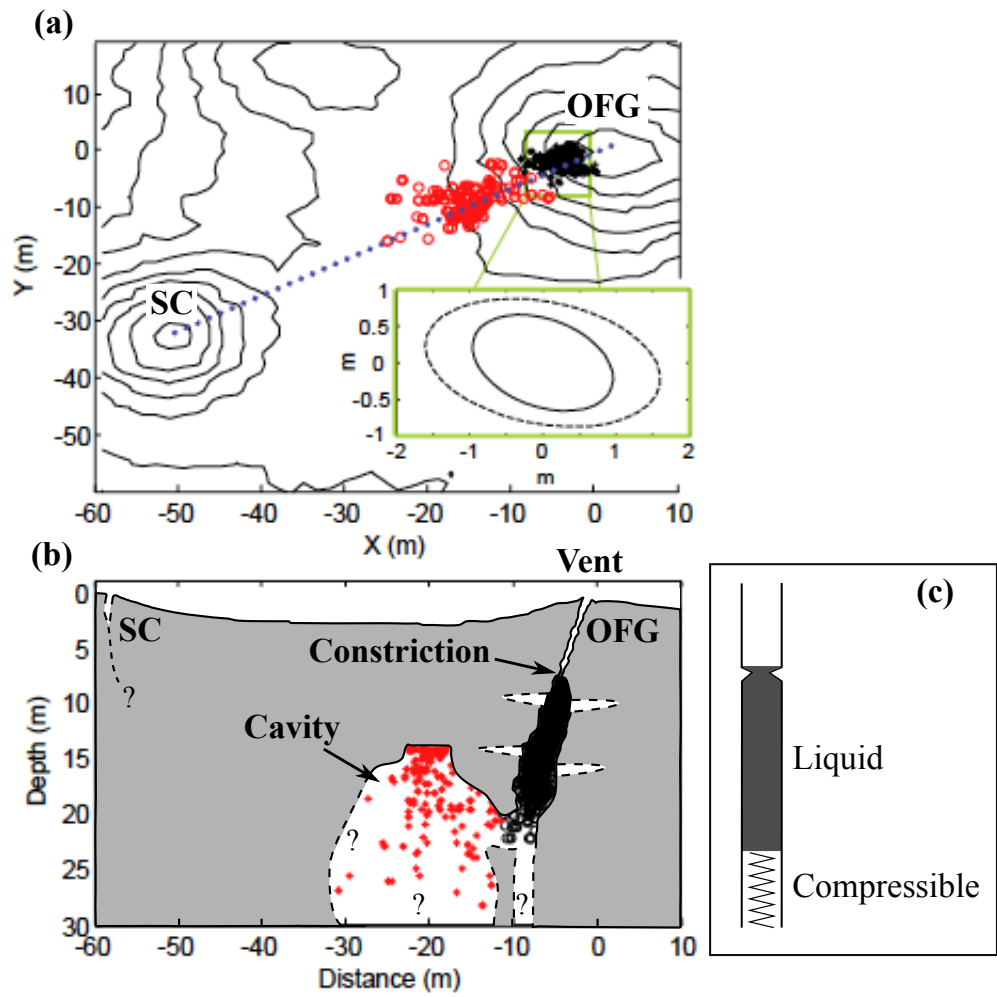 (a)
OFG
SC
10
0
-10
-20
-30
-40
-50
Y (m)
-60 -50 -40 -30 -20 -10 0 10
X (m)
1
0.5
0
-0.5
-1
m
-2 -1 0 1 2
m
(b)
Vent
SC
OFG
Constriction
Cavity
?
?
?
?
0
5
10
15
20
25
30
Depth (m)
-60 -50 -40 -30 -20 -10 0 10
Distance (m)
(c)
Liquid
Compressible